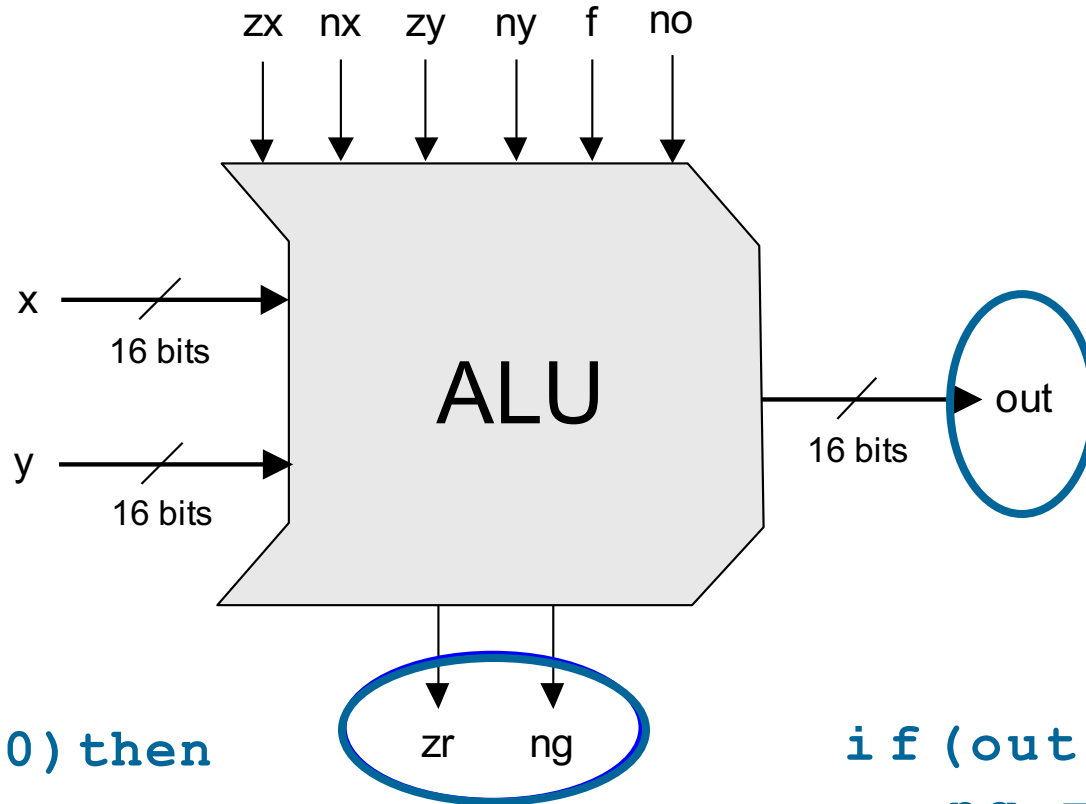 zx nx zy ny f no
x
16 bits
ALU
out
16 bits
y
16 bits
zr ng
0) then
if (out